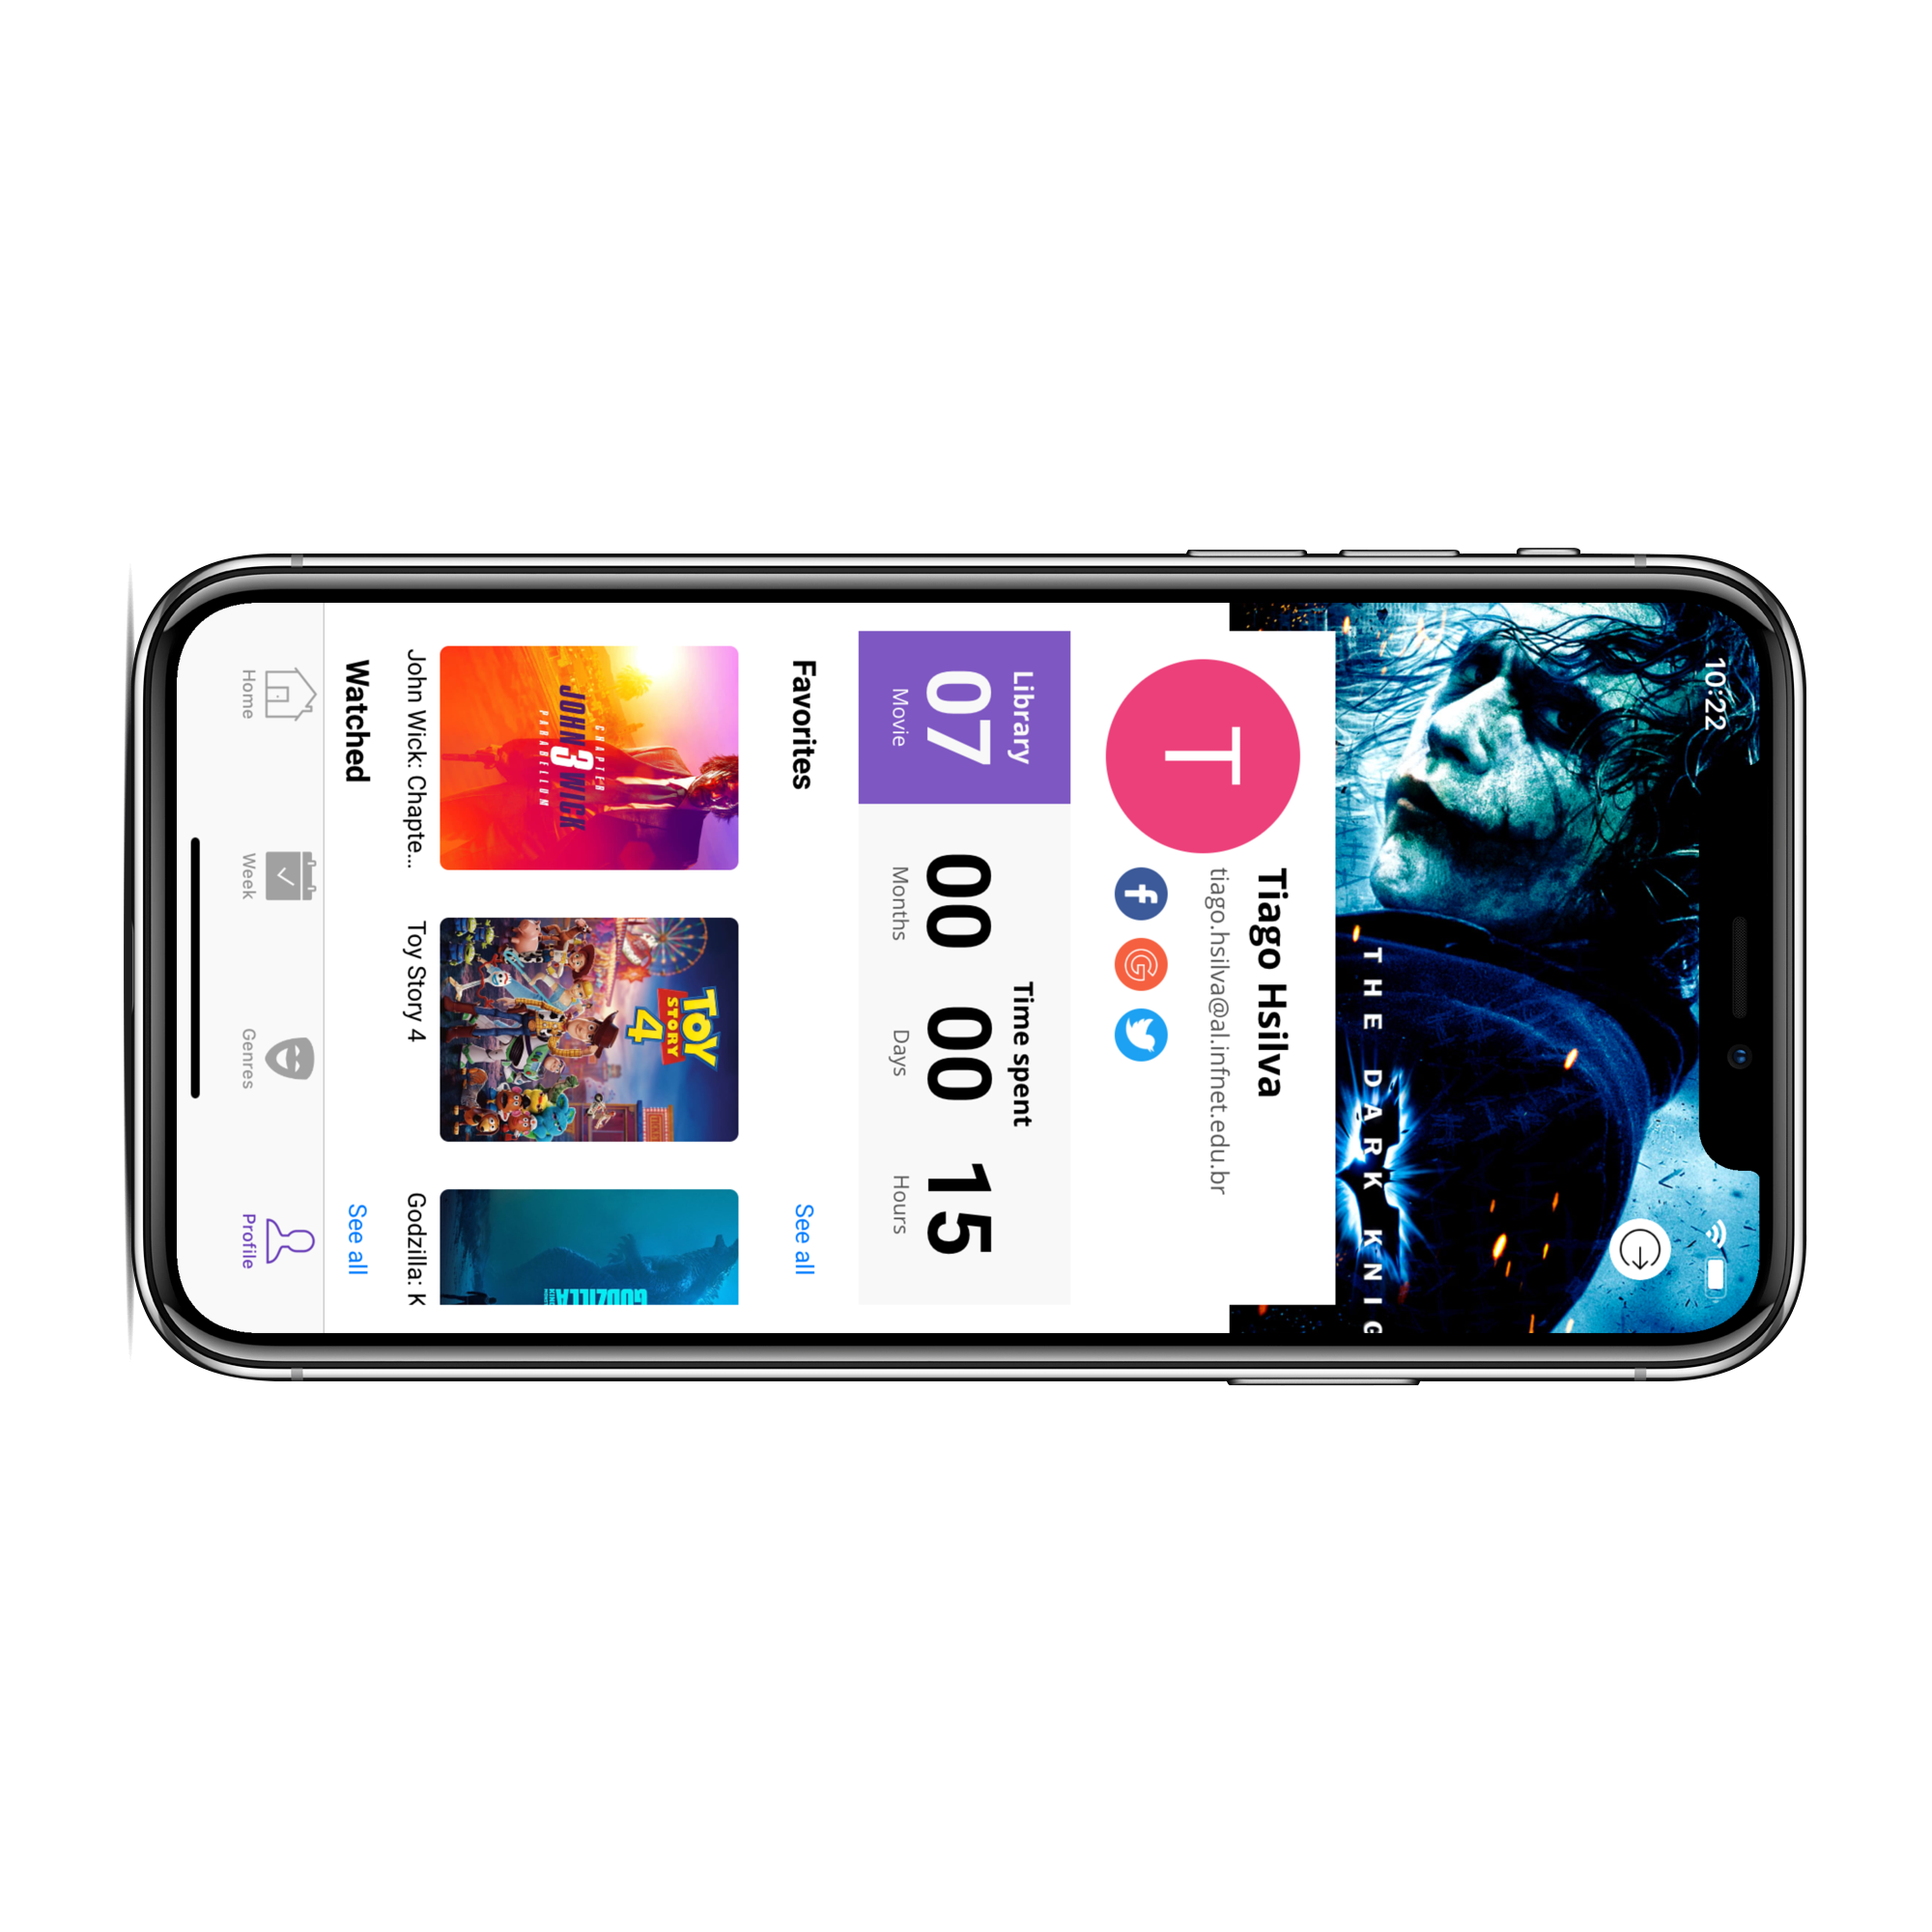 10:22
THE DARK KNIG
T
Tiago Hsilva
tiago.hsilva@al.infnet.edu.br
Library
07
Movie
Time spent
00 00 15
Months Days Hours
Favorites
See all
CHAPTER
JOHN 3 WICK
PARABELLUM
TOY
STORY
4
GODZILLA
John Wick: Chapte...
Toy Story 4
Godzilla: K
Watched
See all
Home
Week
Genres
Profile